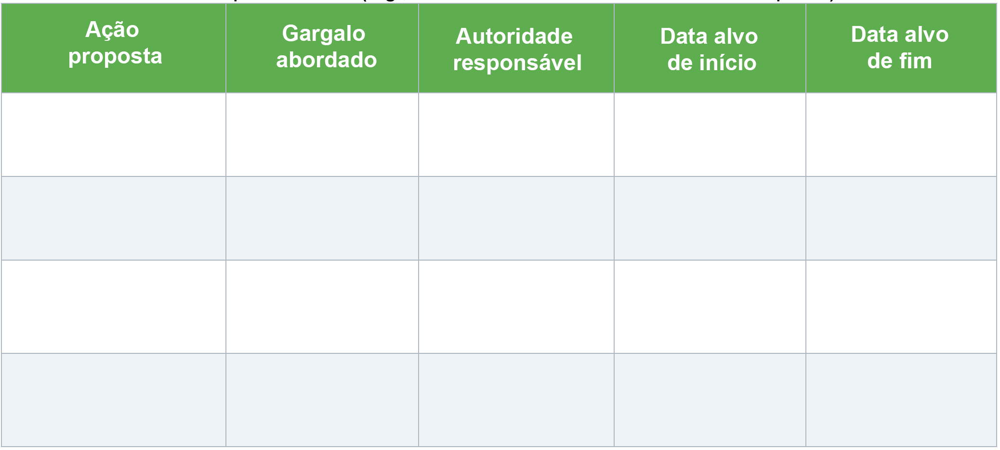 Ação
proposta
Gargalo
abordado
Autoridade
responsável
Data alvo
de início
Data alvo
de fim